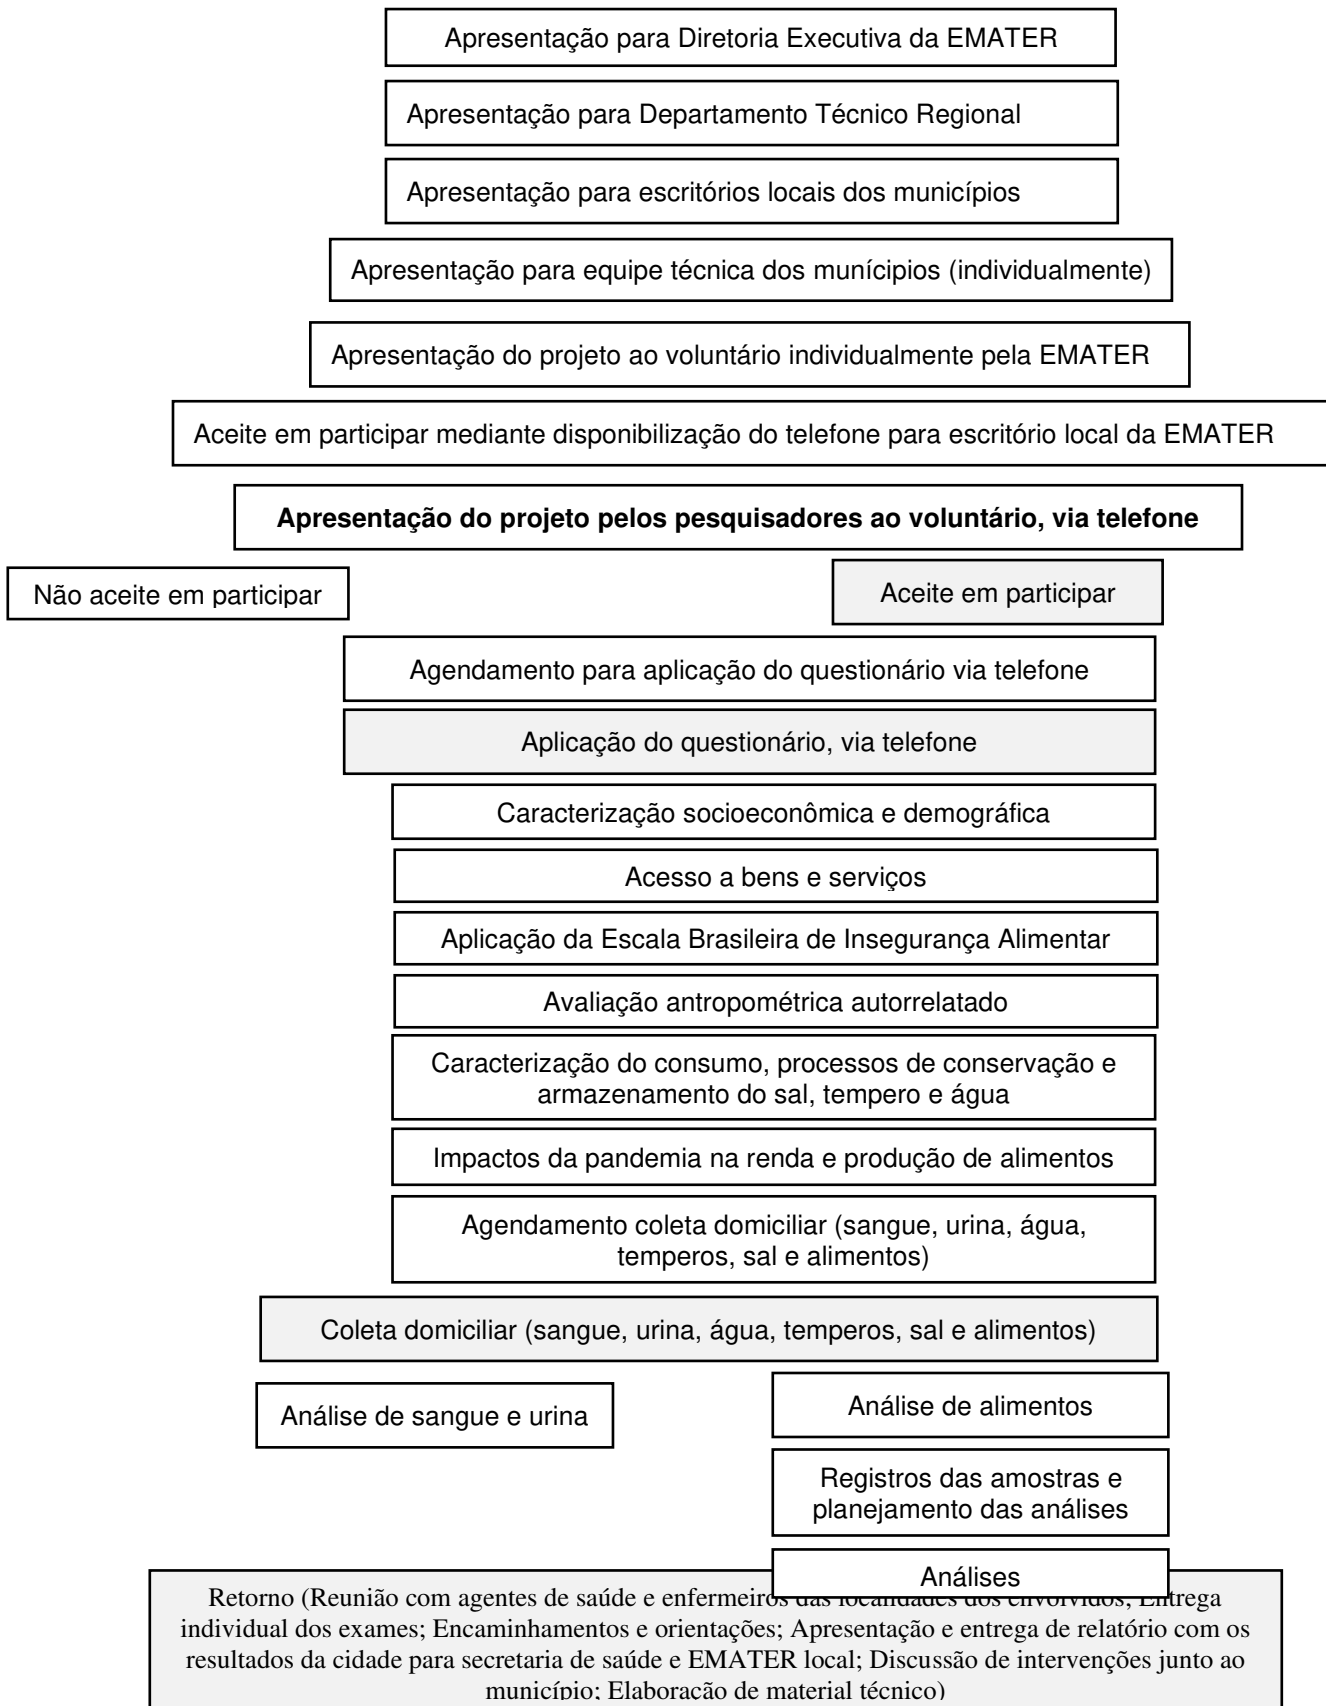 Apresentação para Diretoria Executiva da EMATER
Apresentação para Departamento Técnico Regional
Apresentação para escritórios locais dos municípios
Apresentação para equipe técnica dos munícipios (individualmente)
Apresentação do projeto ao voluntário individualmente pela EMATER
Aceite em participar mediante disponibilização do telefone para escritório local da EMATER
Apresentação do projeto pelos pesquisadores ao voluntário, via telefone
Não aceite em participar
Aceite em participar
Agendamento para aplicação do questionário via telefone
Aplicação do questionário, via telefone
Caracterização socioeconômica e demográfica
Acesso a bens e serviços
Aplicação da Escala Brasileira de Insegurança Alimentar
Avaliação antropométrica autorrelatado
Caracterização do consumo, processos de conservação e
armazenamento do sal, tempero e água
Impactos da pandemia na renda e produção de alimentos
Agendamento coleta domiciliar (sangue, urina, água,
temperos, sal e alimentos)
Coleta domiciliar (sangue, urina, água, temperos, sal e alimentos)
Análise de sangue e urina
Análise de alimentos
Registros das amostras e
planejamento das análises
Análises
Retorno (Reunião com agentes de saúde e enfermeiros das localidades dos envolvidos; Entrega
individual dos exames; Encaminhamentos e orientações; Apresentação e entrega de relatório com os
resultados da cidade para secretaria de saúde e EMATER local; Discussão de intervenções junto ao
município; Elaboração de material técnico)